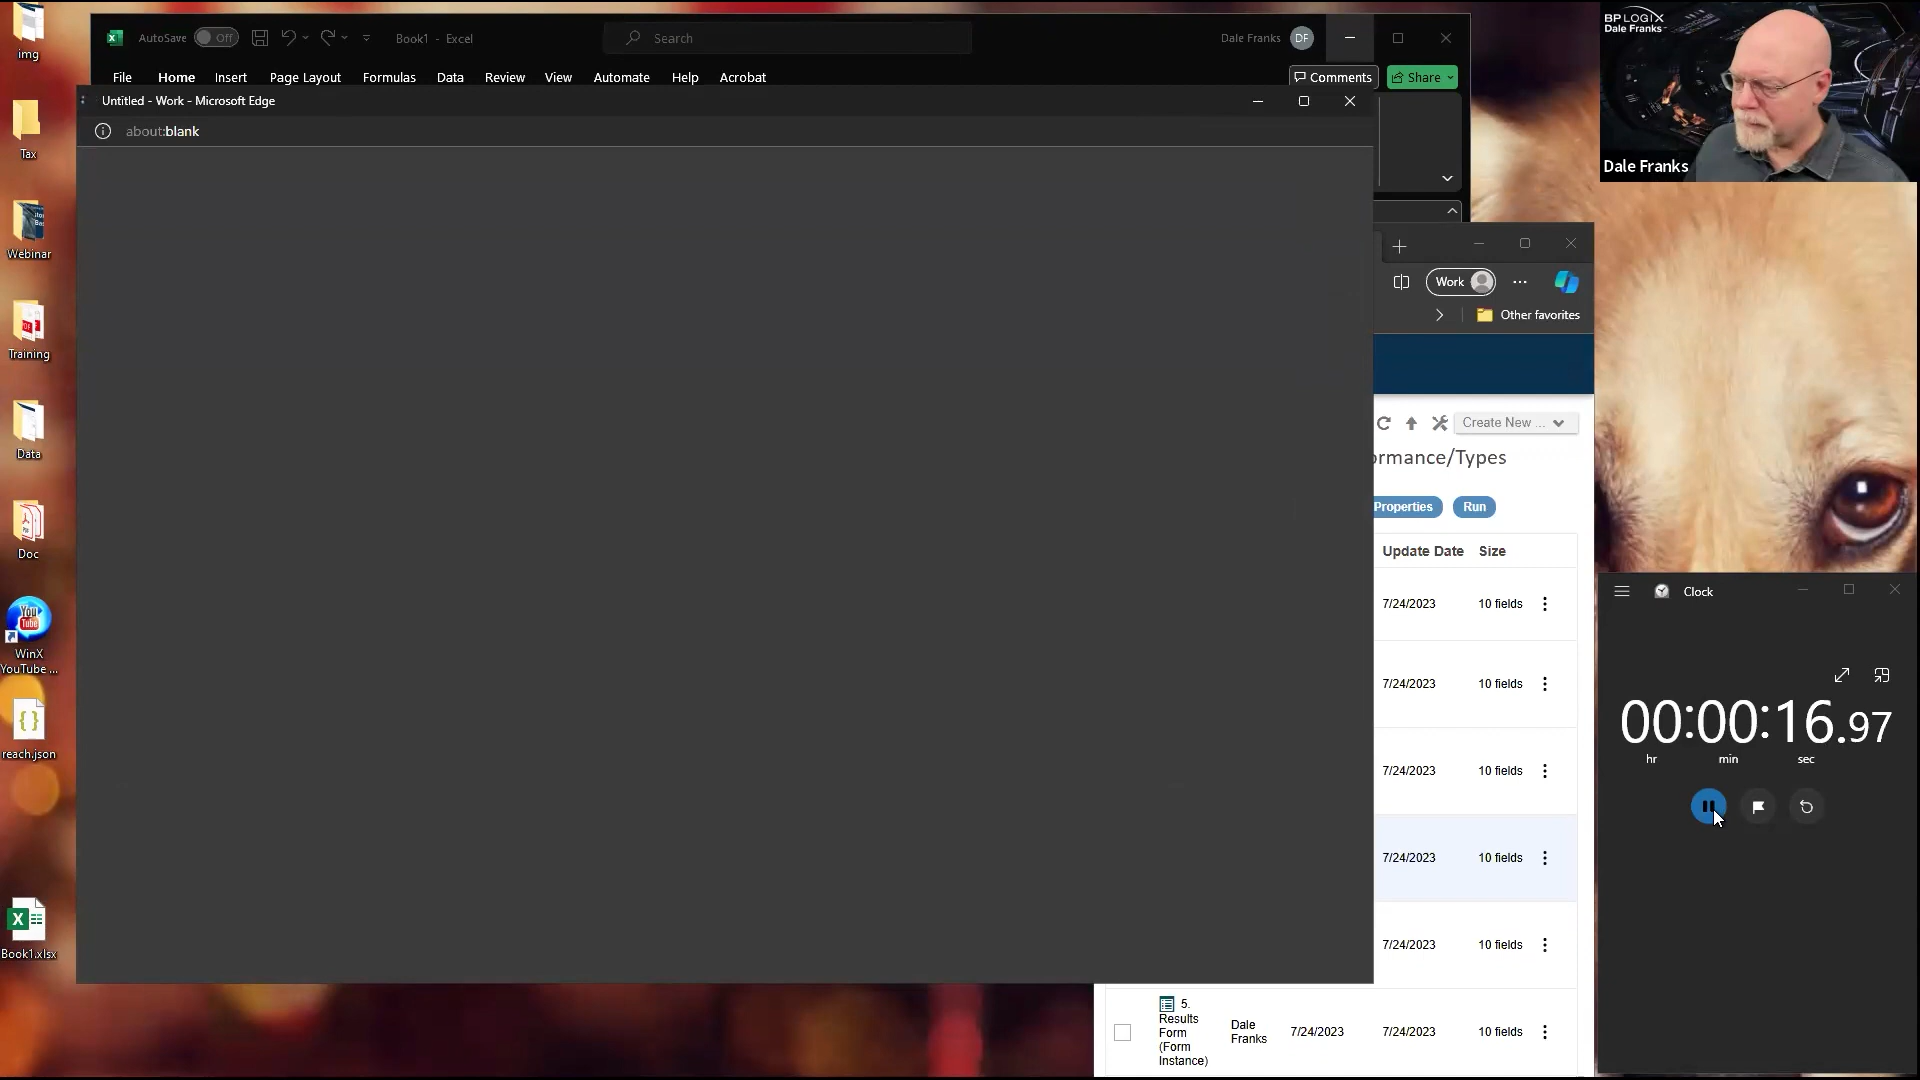 img
Tax
Webinar
Training
Data
Doc
WinX
YouTube ...
reach.json
Book1.xlsx
AutoSave Off
Book1 - Excel
Search
Dale Franks DF
File Home Insert Page Layout Formulas Data Review View Automate Help Acrobat
Comments Share
Untitled - Work - Microsoft Edge
about:blank
Work
Other favorites
Create New ...
ormance/Types
Properties Run
Update Date Size
7/24/2023 10 fields
7/24/2023 10 fields
7/24/2023 10 fields
7/24/2023 10 fields
7/24/2023 10 fields
5.
Results
Form
(Form
Instance)
Dale
Franks
7/24/2023 7/24/2023 10 fields
BP LOGIX
Dale Franks
Dale Franks
Clock
00:00:16.97
hr min sec